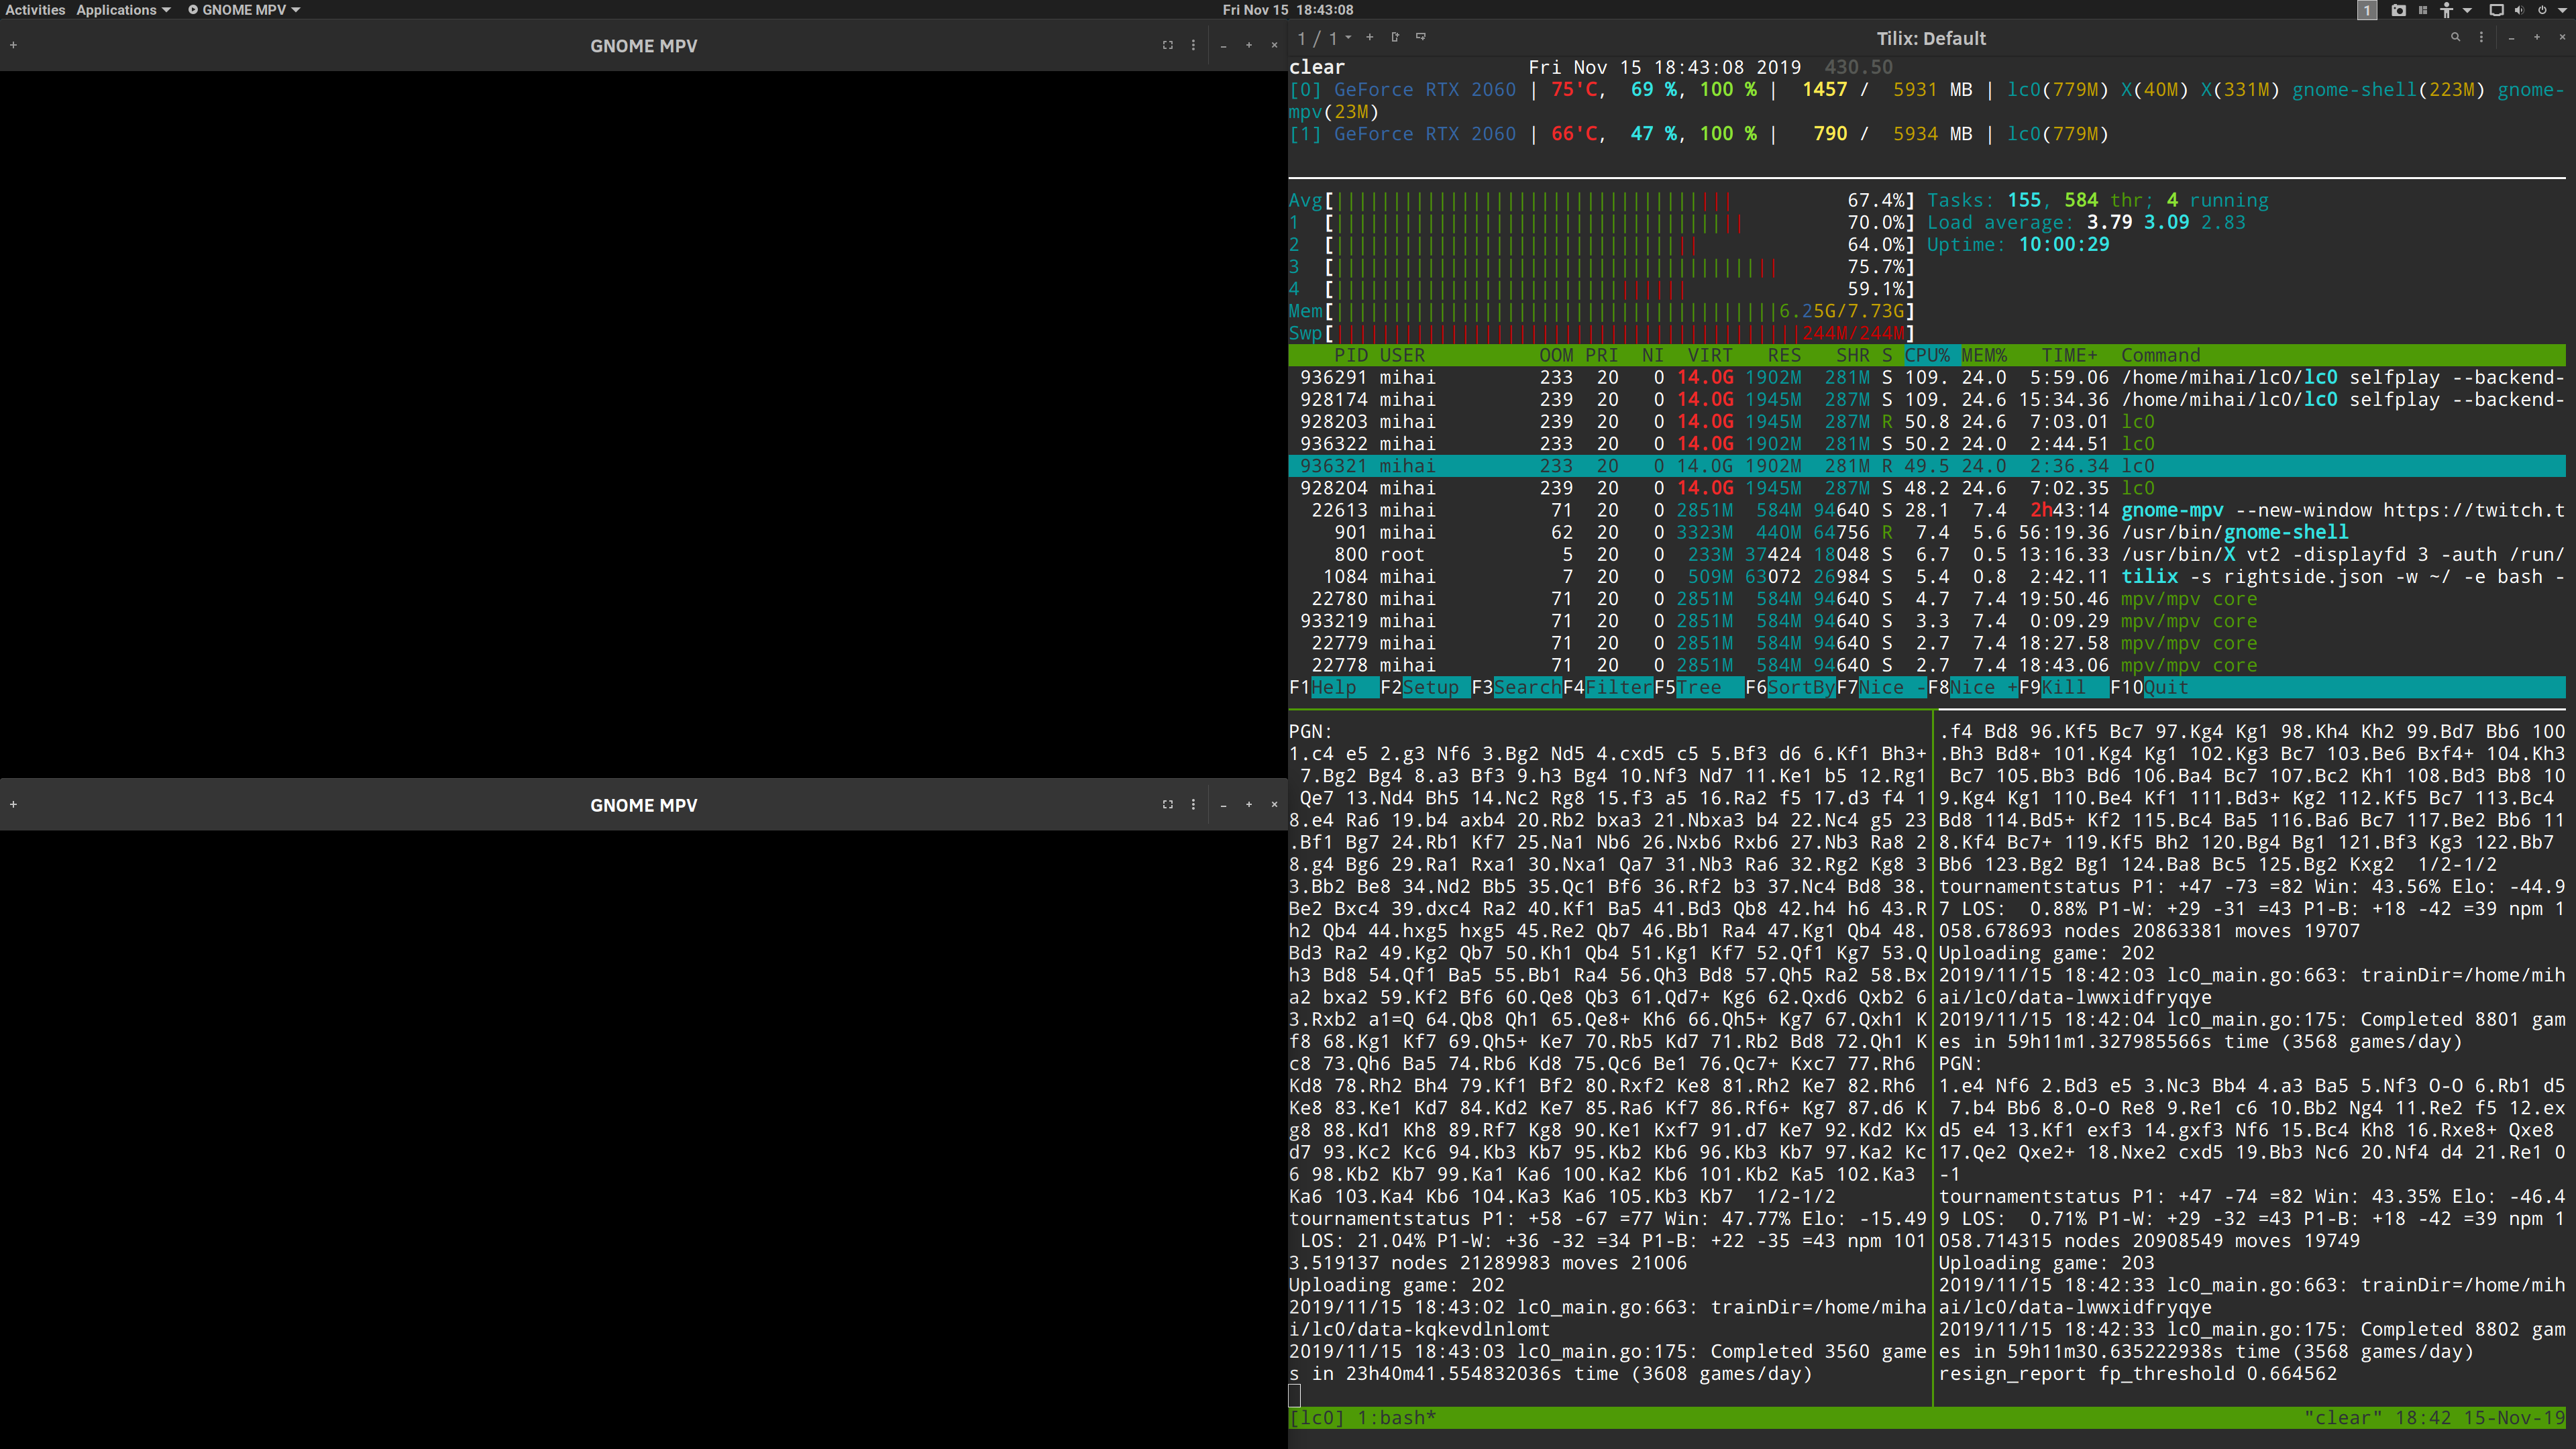 Activities Applications GNOME MPV Fri Nov 15 18:43:08 1
GNOME MPV
GNOME MPV
1 / 1 Tilix: Default
clear Fri Nov 15 18:43:08 2019 430.50
[0] GeForce RTX 2060 | 75'C, 69 %, 100 % | 1457 / 5931 MB | lc0(779M) X(40M) X(331M) gnome-shell(223M) gnome-
mpv(23M)
[1] GeForce RTX 2060 | 66'C, 47 %, 100 % | 790 / 5934 MB | lc0(779M)
Avg[ 67.4%] Tasks: 155, 584 thr; 4 running
1 [ 70.0%] Load average: 3.79 3.09 2.83
2 [ 64.0%] Uptime: 10:00:29
3 [ 75.7%]
4 [ 59.1%]
Mem[ 6.25G/7.73G]
Swp[ 244M/244M]
PID USER OOM PRI NI VIRT RES SHR S CPU% MEM% TIME+ Command
936291 mihai 233 20 0 14.0G 1902M 281M S 109. 24.0 5:59.06 /home/mihai/lc0/lc0 selfplay --backend-
928174 mihai 239 20 0 14.0G 1945M 287M S 109. 24.6 15:34.36 /home/mihai/lc0/lc0 selfplay --backend-
928203 mihai 239 20 0 14.0G 1945M 287M R 50.8 24.6 7:03.01 lc0
936322 mihai 233 20 0 14.0G 1902M 281M S 50.2 24.0 2:44.51 lc0
936321 mihai 233 20 0 14.0G 1902M 281M R 49.5 24.0 2:36.34 lc0
928204 mihai 239 20 0 14.0G 1945M 287M S 48.2 24.6 7:02.35 lc0
22613 mihai 71 20 0 2851M 584M 94640 S 28.1 7.4 2h43:14 gnome-mpv --new-window https://twitch.t
901 mihai 62 20 0 3323M 440M 64756 R 7.4 5.6 56:19.36 /usr/bin/gnome-shell
800 root 5 20 0 233M 37424 18048 S 6.7 0.5 13:16.33 /usr/bin/X vt2 -displayfd 3 -auth /run/
1084 mihai 7 20 0 509M 63072 26984 S 5.4 0.8 2:42.11 tilix -s rightside.json -w ~/ -e bash -
22780 mihai 71 20 0 2851M 584M 94640 S 4.7 7.4 19:50.46 mpv/mpv core
933219 mihai 71 20 0 2851M 584M 94640 S 3.3 7.4 0:09.29 mpv/mpv core
22779 mihai 71 20 0 2851M 584M 94640 S 2.7 7.4 18:27.58 mpv/mpv core
22778 mihai 71 20 0 2851M 584M 94640 S 2.7 7.4 18:43.06 mpv/mpv core
F1Help F2Setup F3SearchF4FilterF5Tree F6SortByF7Nice -F8Nice +F9Kill F10Quit
PGN:
1.c4 e5 2.g3 Nf6 3.Bg2 Nd5 4.cxd5 c5 5.Bf3 d6 6.Kf1 Bh3+
7.Bg2 Bg4 8.a3 Bf3 9.h3 Bg4 10.Nf3 Nd7 11.Ke1 b5 12.Rg1
Qe7 13.Nd4 Bh5 14.Nc2 Rg8 15.f3 a5 16.Ra2 f5 17.d3 f4 1
8.e4 Ra6 19.b4 axb4 20.Rb2 bxa3 21.Nbxa3 b4 22.Nc4 g5 23
.Bf1 Bg7 24.Rb1 Kf7 25.Na1 Nb6 26.Nxb6 Rxb6 27.Nb3 Ra8 2
8.g4 Bg6 29.Ra1 Rxa1 30.Nxa1 Qa7 31.Nb3 Ra6 32.Rg2 Kg8 3
3.Bb2 Be8 34.Nd2 Bb5 35.Qc1 Bf6 36.Rf2 b3 37.Nc4 Bd8 38.
Be2 Bxc4 39.dxc4 Ra2 40.Kf1 Ba5 41.Bd3 Qb8 42.h4 h6 43.R
h2 Qb4 44.hxg5 hxg5 45.Re2 Qb7 46.Bb1 Ra4 47.Kg1 Qb4 48.
Bd3 Ra2 49.Kg2 Qb7 50.Kh1 Qb4 51.Kg1 Kf7 52.Qf1 Kg7 53.Q
h3 Bd8 54.Qf1 Ba5 55.Bb1 Ra4 56.Qh3 Bd8 57.Qh5 Ra2 58.Bx
a2 bxa2 59.Kf2 Bf6 60.Qe8 Qb3 61.Qd7+ Kg6 62.Qxd6 Qxb2 6
3.Rxb2 a1=Q 64.Qb8 Qh1 65.Qe8+ Kh6 66.Qh5+ Kg7 67.Qxh1 K
f8 68.Kg1 Kf7 69.Qh5+ Ke7 70.Rb5 Kd7 71.Rb2 Bd8 72.Qh1 K
c8 73.Qh6 Ba5 74.Rb6 Kd8 75.Qc6 Be1 76.Qc7+ Kxc7 77.Rh6
Kd8 78.Rh2 Bh4 79.Kf1 Bf2 80.Rxf2 Ke8 81.Rh2 Ke7 82.Rh6
Ke8 83.Ke1 Kd7 84.Kd2 Ke7 85.Ra6 Kf7 86.Rf6+ Kg7 87.d6 K
g8 88.Kd1 Kh8 89.Rf7 Kg8 90.Ke1 Kxf7 91.d7 Ke7 92.Kd2 Kx
d7 93.Kc2 Kc6 94.Kb3 Kb7 95.Kb2 Kb6 96.Kb3 Kb7 97.Ka2 Kc
6 98.Kb2 Kb7 99.Ka1 Ka6 100.Ka2 Kb6 101.Kb2 Ka5 102.Ka3
Ka6 103.Ka4 Kb6 104.Ka3 Ka6 105.Kb3 Kb7 1/2-1/2
tournamentstatus P1: +58 -67 =77 Win: 47.77% Elo: -15.49
LOS: 21.04% P1-W: +36 -32 =34 P1-B: +22 -35 =43 npm 101
3.519137 nodes 21289983 moves 21006
Uploading game: 202
2019/11/15 18:43:02 lc0_main.go:663: trainDir=/home/miha
i/lc0/data-kqkevdlnlomt
2019/11/15 18:43:03 lc0_main.go:175: Completed 3560 game
s in 23h40m41.554832036s time (3608 games/day)
.f4 Bd8 96.Kf5 Bc7 97.Kg4 Kg1 98.Kh4 Kh2 99.Bd7 Bb6 100
.Bh3 Bd8+ 101.Kg4 Kg1 102.Kg3 Bc7 103.Be6 Bxf4+ 104.Kh3
Bc7 105.Bb3 Bd6 106.Ba4 Bc7 107.Bc2 Kh1 108.Bd3 Bb8 10
9.Kg4 Kg1 110.Be4 Kf1 111.Bd3+ Kg2 112.Kf5 Bc7 113.Bc4
Bd8 114.Bd5+ Kf2 115.Bc4 Ba5 116.Ba6 Bc7 117.Be2 Bb6 11
8.Kf4 Bc7+ 119.Kf5 Bh2 120.Bg4 Bg1 121.Bf3 Kg3 122.Bb7
Bb6 123.Bg2 Bg1 124.Ba8 Bc5 125.Bg2 Kxg2 1/2-1/2
tournamentstatus P1: +47 -73 =82 Win: 43.56% Elo: -44.9
7 LOS: 0.88% P1-W: +29 -31 =43 P1-B: +18 -42 =39 npm 1
058.678693 nodes 20863381 moves 19707
Uploading game: 202
2019/11/15 18:42:03 lc0_main.go:663: trainDir=/home/mih
ai/lc0/data-lwwxidfryqye
2019/11/15 18:42:04 lc0_main.go:175: Completed 8801 gam
es in 59h11m1.327985566s time (3568 games/day)
PGN:
1.e4 Nf6 2.Bd3 e5 3.Nc3 Bb4 4.a3 Ba5 5.Nf3 O-O 6.Rb1 d5
7.b4 Bb6 8.O-O Re8 9.Re1 c6 10.Bb2 Ng4 11.Re2 f5 12.ex
d5 e4 13.Kf1 exf3 14.gxf3 Nf6 15.Bc4 Kh8 16.Rxe8+ Qxe8
17.Qe2 Qxe2+ 18.Nxe2 cxd5 19.Bb3 Nc6 20.Nf4 d4 21.Re1 0
-1
tournamentstatus P1: +47 -74 =82 Win: 43.35% Elo: -46.4
9 LOS: 0.71% P1-W: +29 -32 =43 P1-B: +18 -42 =39 npm 1
058.714315 nodes 20908549 moves 19749
Uploading game: 203
2019/11/15 18:42:33 lc0_main.go:663: trainDir=/home/mih
ai/lc0/data-lwwxidfryqye
2019/11/15 18:42:33 lc0_main.go:175: Completed 8802 gam
es in 59h11m30.635222938s time (3568 games/day)
resign_report fp_threshold 0.664562
[lc0] 1:bash* "clear" 18:42 15-Nov-19